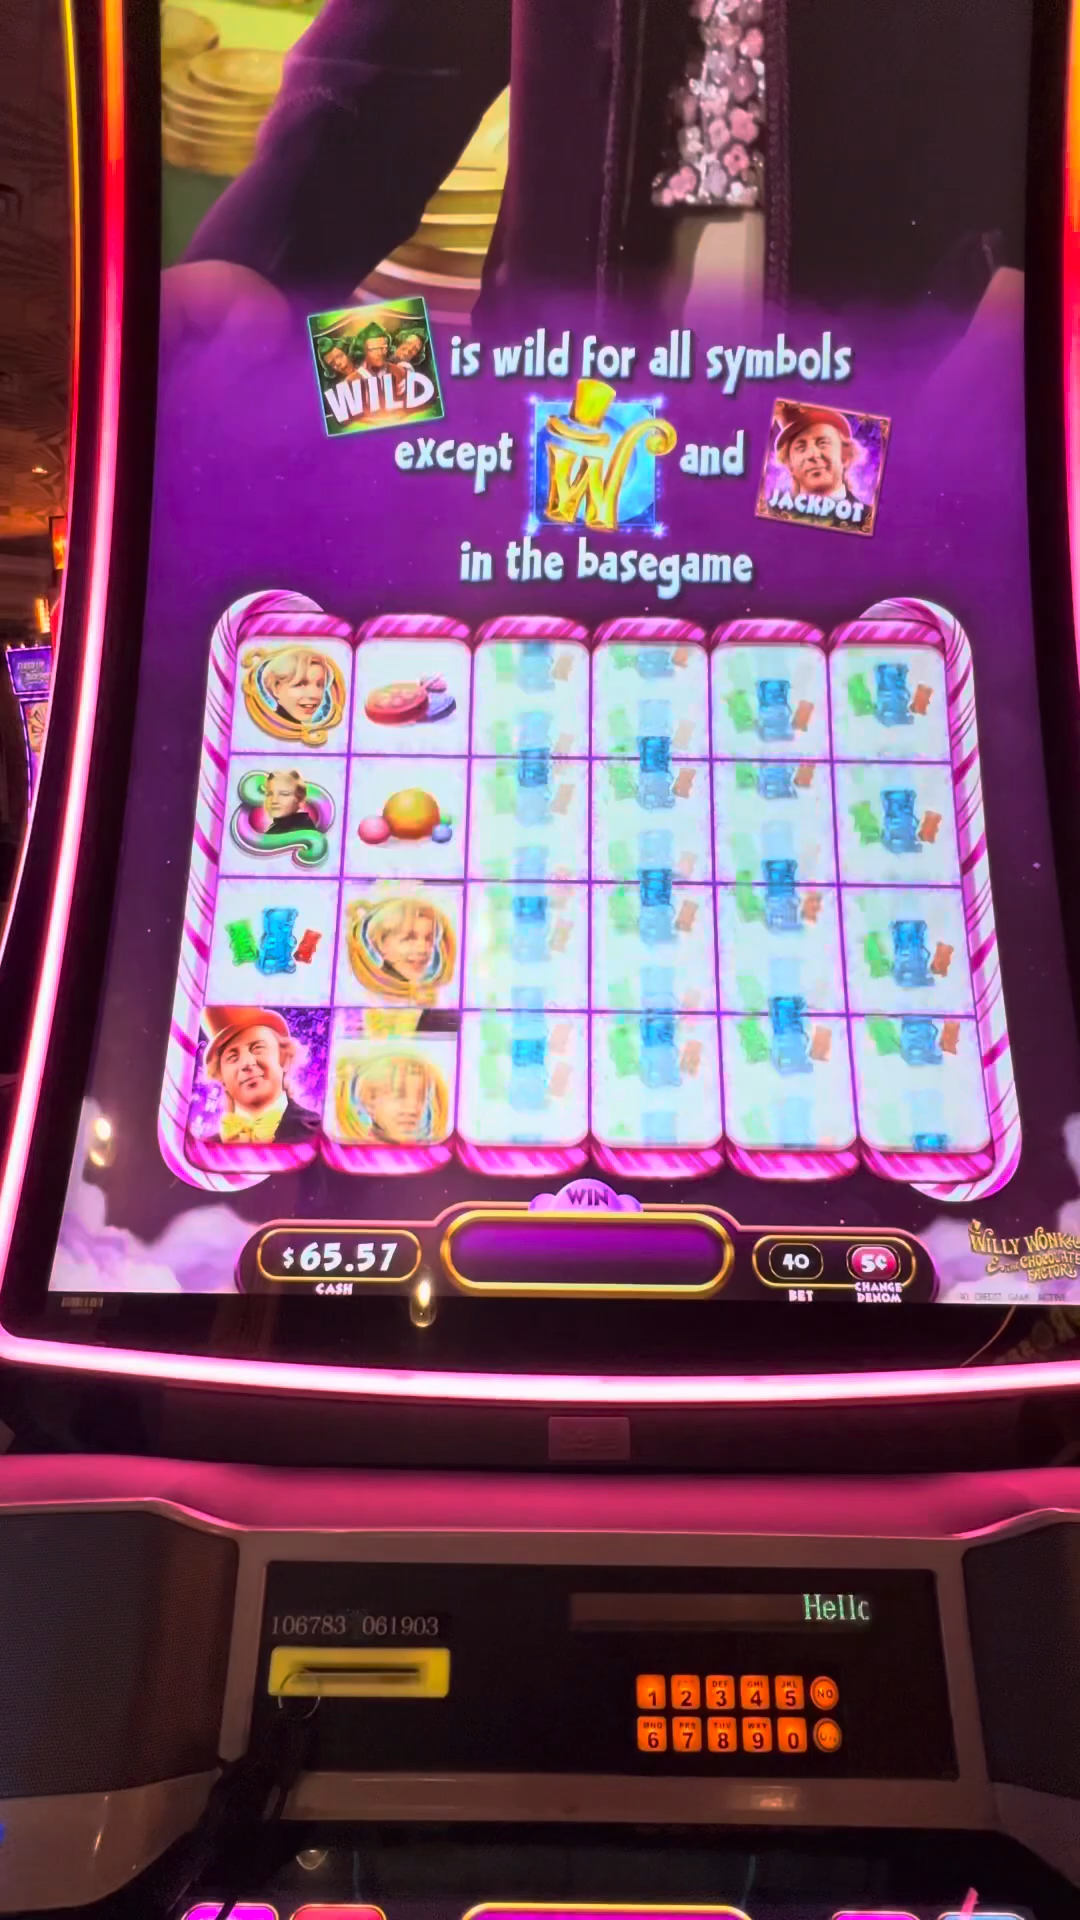 WILD
is wild for all symbols
except
W
and
JACKPOT
in the basegame
WIN
$65.57
CASH
40
BET
5¢
CHANGE
DENOM
WILLY WONKA
& THE CHOCOLATE
FACTORY
106783 061903
Hello
1 2 3 4 5 NO
6 7 8 9 0